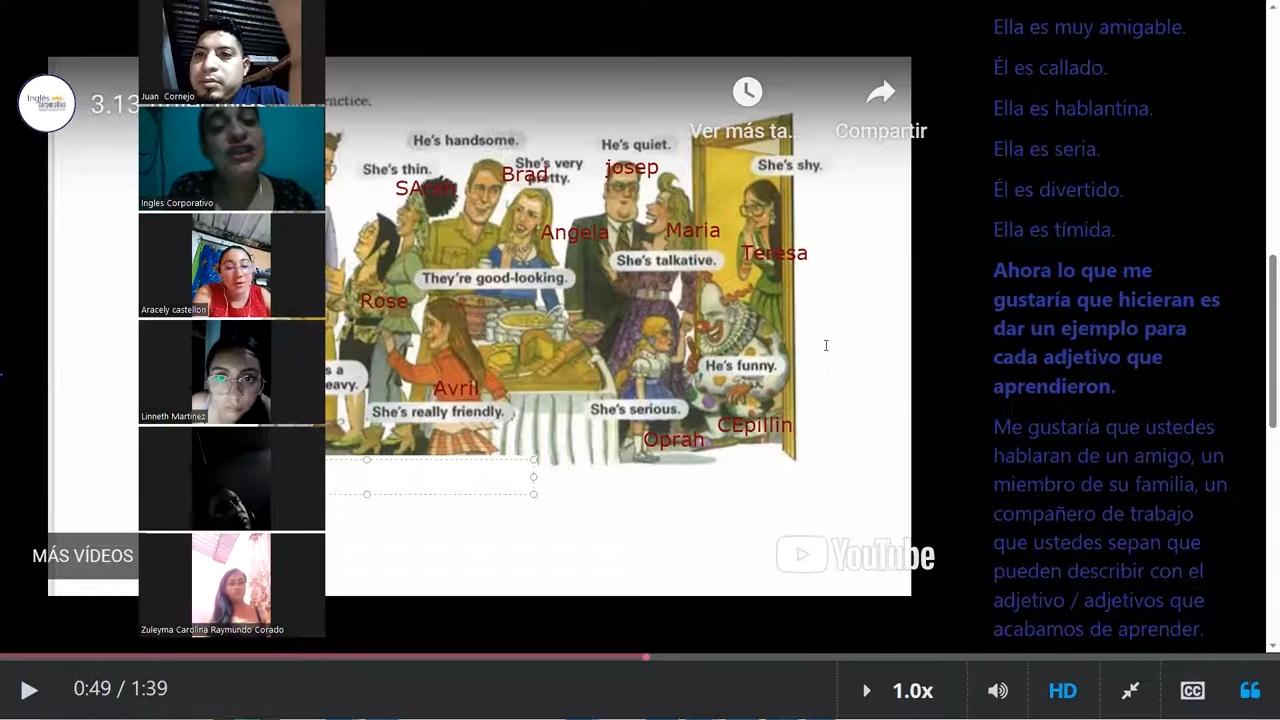 Juan Cornejo
Ingles Corporativo
Aracely castellon
Linneth Martinez
Zuleyma Carolina Raymundo Corado
Inglés
Corporativo
3.13
ractice.
Ver más ta...
Compartir
He's handsome.
He's quiet.
She's thin.
She's very
pretty.
She's shy.
SArah
Brad
josep
Angela
Maria
Teresa
She's talkative.
They're good-looking.
Rose
He's funny.
s a
eavy.
Avril
She's really friendly.
She's serious.
CEpillin
Oprah
MÁS VÍDEOS
YouTube
Ella es muy amigable.
Él es callado.
Ella es hablantina.
Ella es seria.
Él es divertido.
Ella es tímida.
Ahora lo que me
gustaría que hicieran es
dar un ejemplo para
cada adjetivo que
aprendieron.
Me gustaría que ustedes
hablaran de un amigo, un
miembro de su familia, un
compañero de trabajo
que ustedes sepan que
pueden describir con el
adjetivo / adjetivos que
acabamos de aprender.
0:49 / 1:39
1.0x
HD
CC